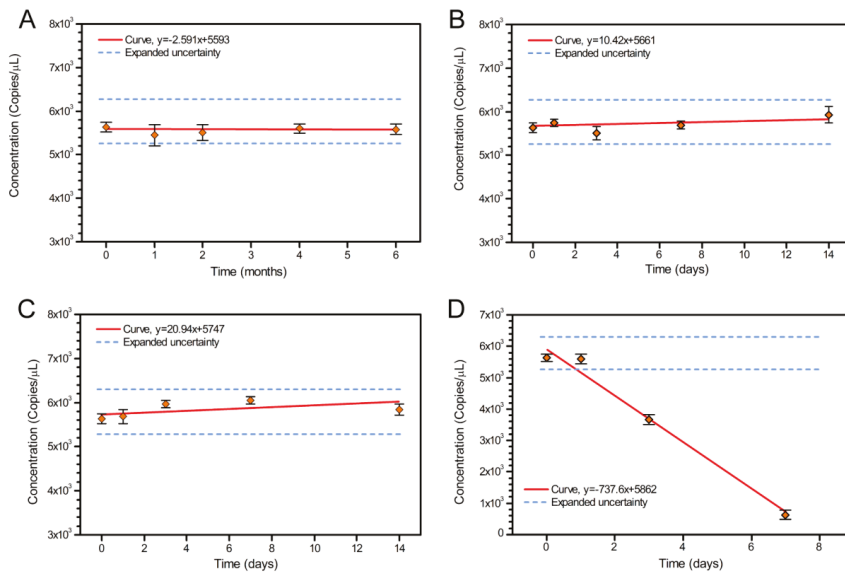 A
8x10³
7x10³
6x10³
5x10³
4x10³
3x10³
Concentration (Copies/μL)
Curve, y=-2.591x+5593
Expanded uncertainty
0 1 2 3 4 5 6
Time (months)
B
8x10³
7x10³
6x10³
5x10³
4x10³
3x10³
Concentration (Copies/μL)
Curve, y=10.42x+5661
Expanded uncertainty
0 2 4 6 8 10 12 14
Time (days)
C
8x10³
7x10³
6x10³
5x10³
4x10³
3x10³
Concentration (Copies/μL)
Curve, y=20.94x+5747
Expanded uncertainty
0 2 4 6 8 10 12 14
Time (days)
D
7x10³
6x10³
5x10³
4x10³
3x10³
2x10³
1x10³
0
Concentration (Copies/μL)
Curve, y=-737.6x+5862
Expanded uncertainty
0 2 4 6 8
Time (days)